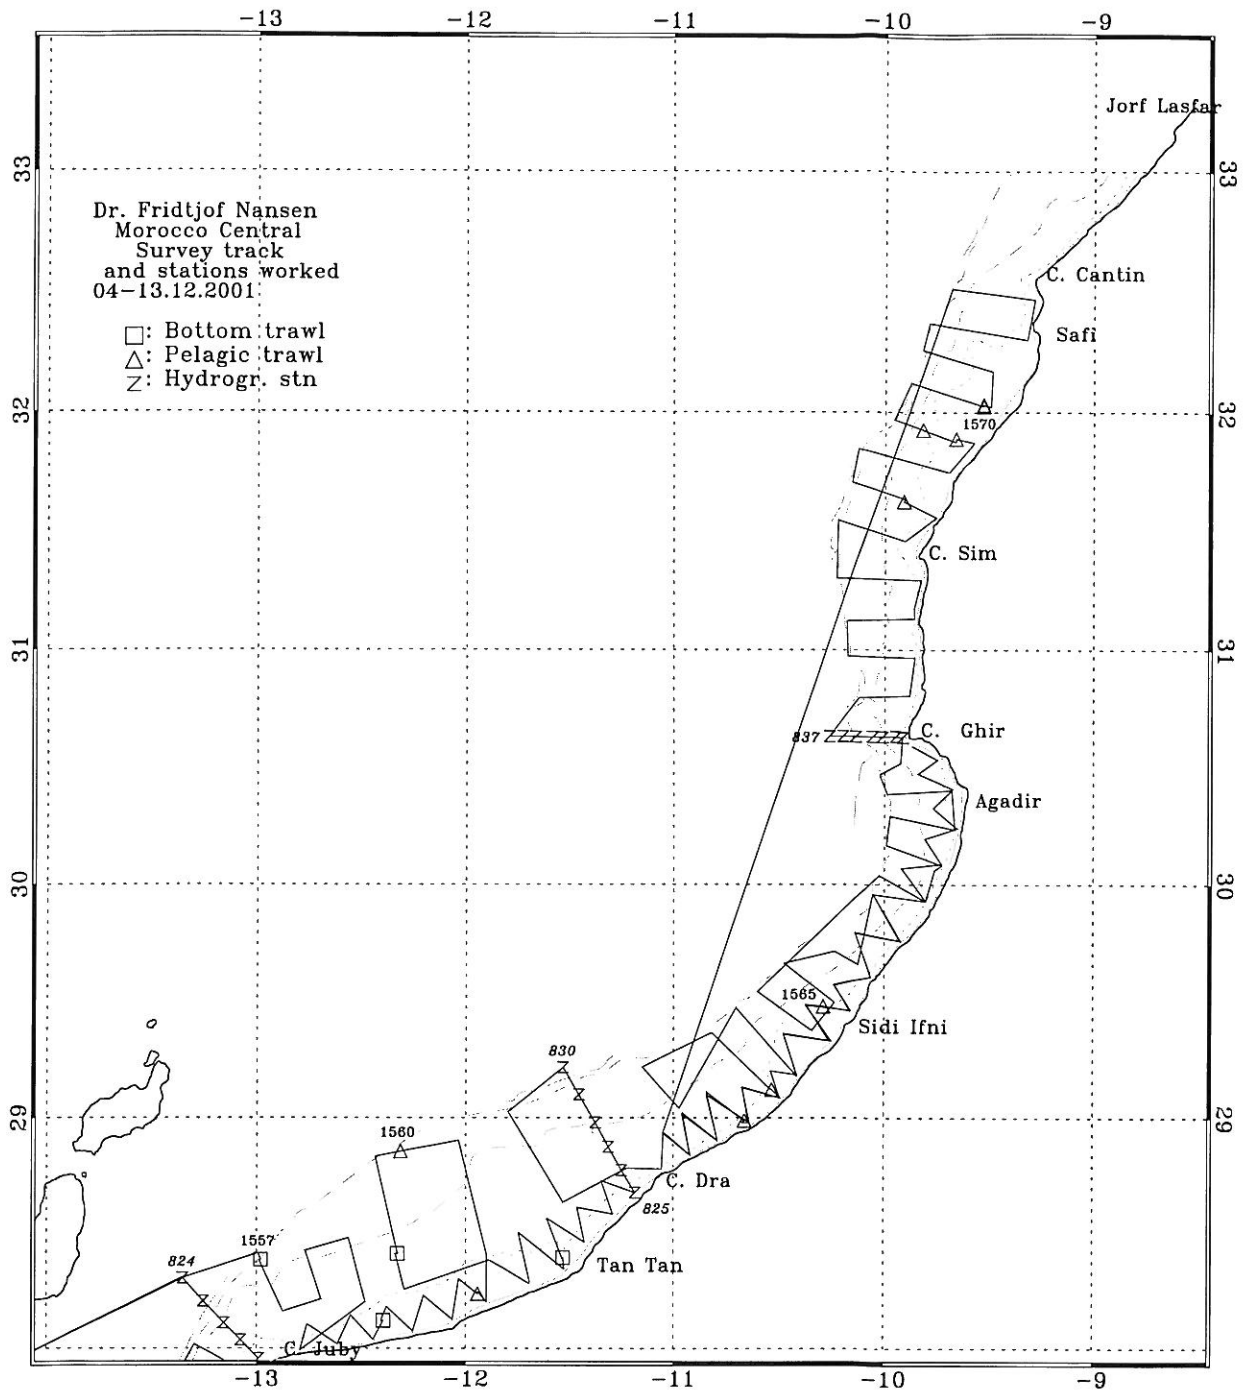 -13 -12 -11 -10 -9
Jorf Lasfar
33 33
Dr. Fridtjof Nansen
Morocco Central
Survey track
and stations worked
04-13.12.2001
C. Cantin
□: Bottom trawl
Safi
△: Pelagic trawl
Z: Hydrogr. stn
32 32
1570
C. Sim
31 31
837
C. Ghir
Agadir
30 30
1565
Sidi Ifni
830
29 29
1560
C. Dra
825
1557
824
Tan Tan
C. Juby
-13 -12 -11 -10 -9